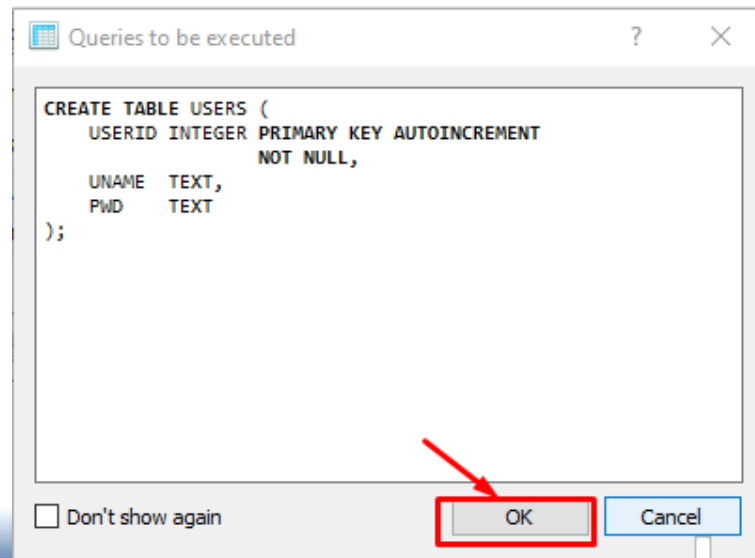 Queries to be executed
CREATE TABLE USERS (
    USERID INTEGER PRIMARY KEY AUTOINCREMENT
                   NOT NULL,
    UNAME  TEXT,
    PWD    TEXT
);
Don't show again OK Cancel